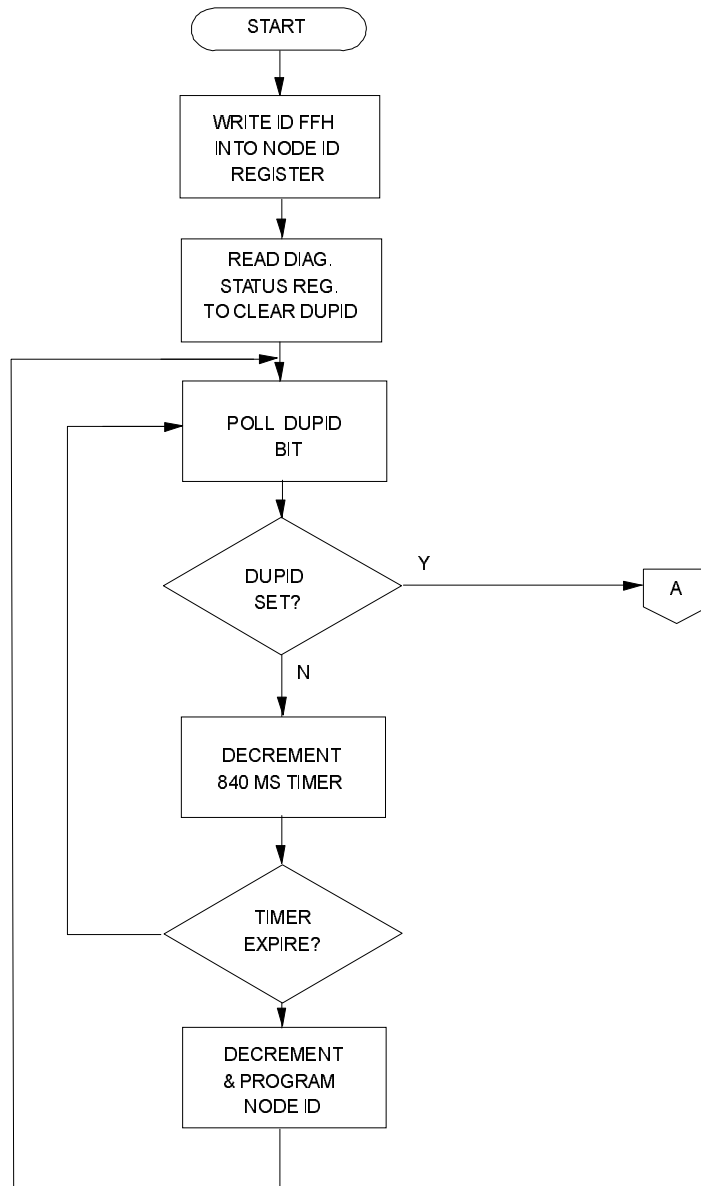 START
WRITE ID FFH
INTO NODE ID
REGISTER
READ DIAG.
STATUS REG.
TO CLEAR DUPID
POLL DUPID
BIT
DUPID
SET?
Y
A
N
DECREMENT
840 MS TIMER
TIMER
EXPIRE?
DECREMENT
& PROGRAM
NODE ID